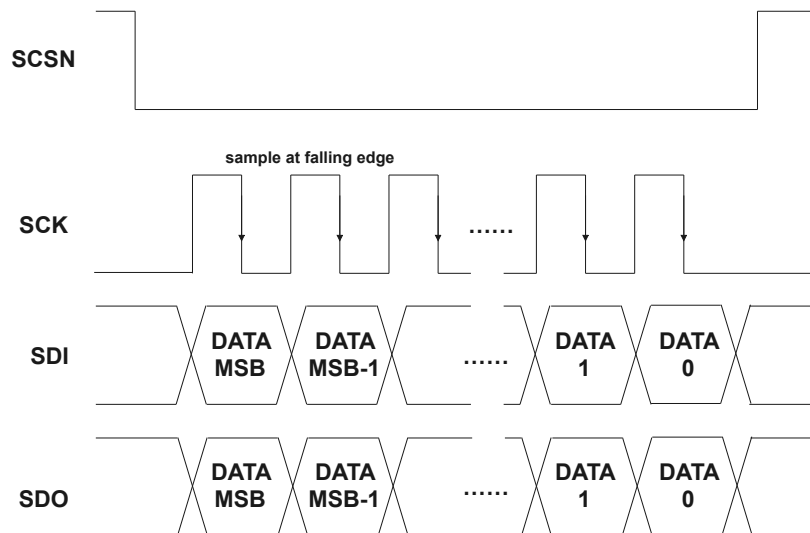 SCSN
sample at falling edge
SCK
......
SDI
DATA
MSB
DATA
MSB-1
......
DATA
1
DATA
0
SDO
DATA
MSB
DATA
MSB-1
......
DATA
1
DATA
0